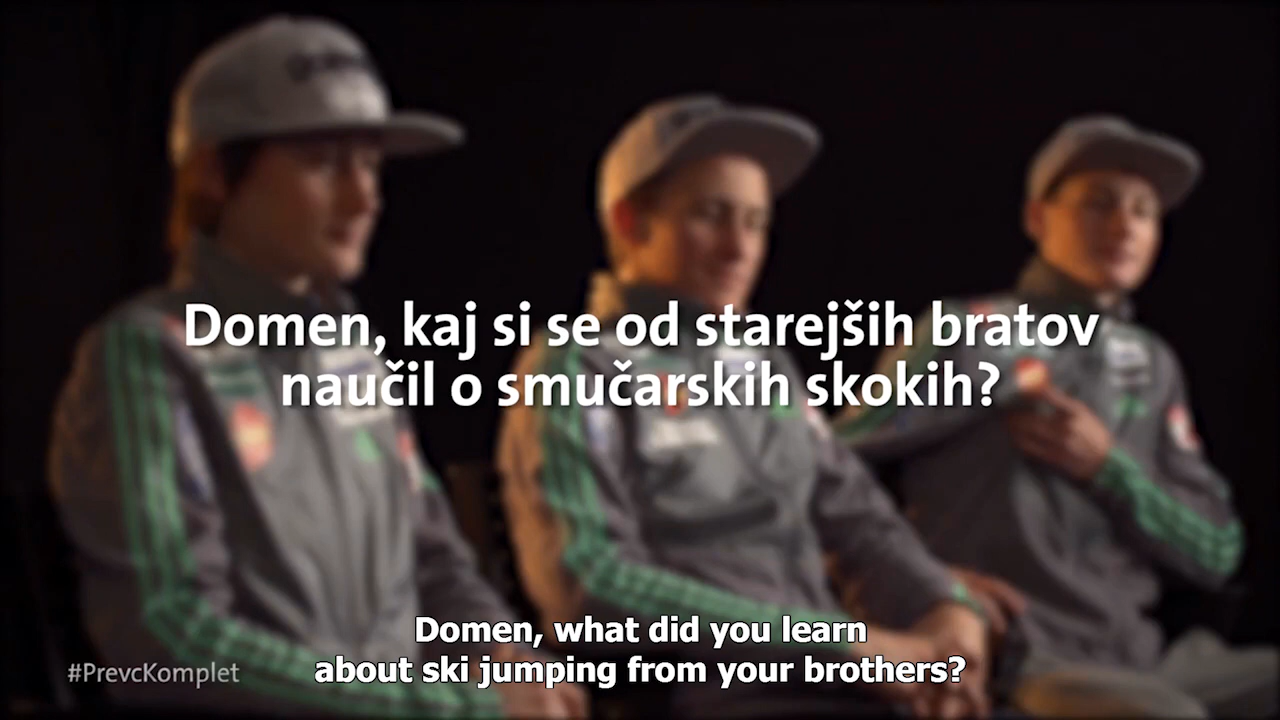 Domen, kaj si se od starejših bratov
naučil o smučarskih skokih?
Domen, what did you learn
about ski jumping from your brothers?
#PrevcKomplet